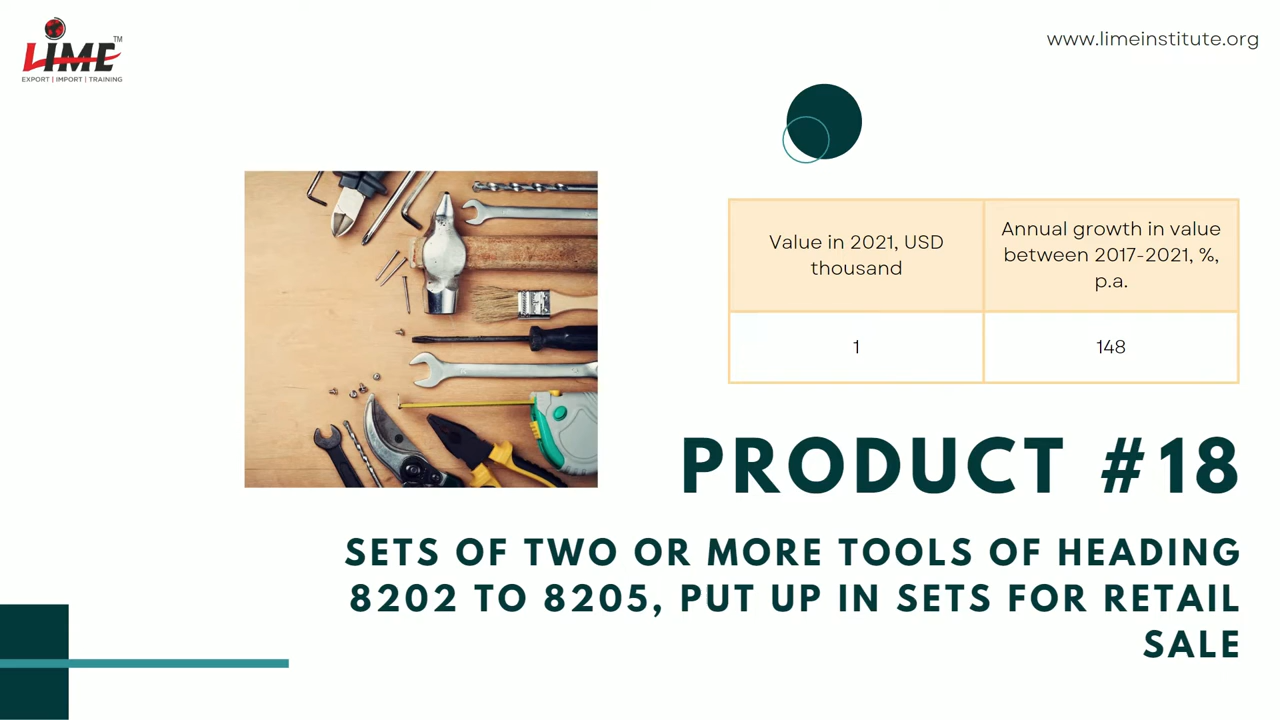 LIME TM
EXPORT | IMPORT | TRAINING
www.limeinstitute.org
Value in 2021, USD
thousand
Annual growth in value
between 2017-2021, %,
p.a.
1
148
PRODUCT #18
SETS OF TWO OR MORE TOOLS OF HEADING
8202 TO 8205, PUT UP IN SETS FOR RETAIL
SALE